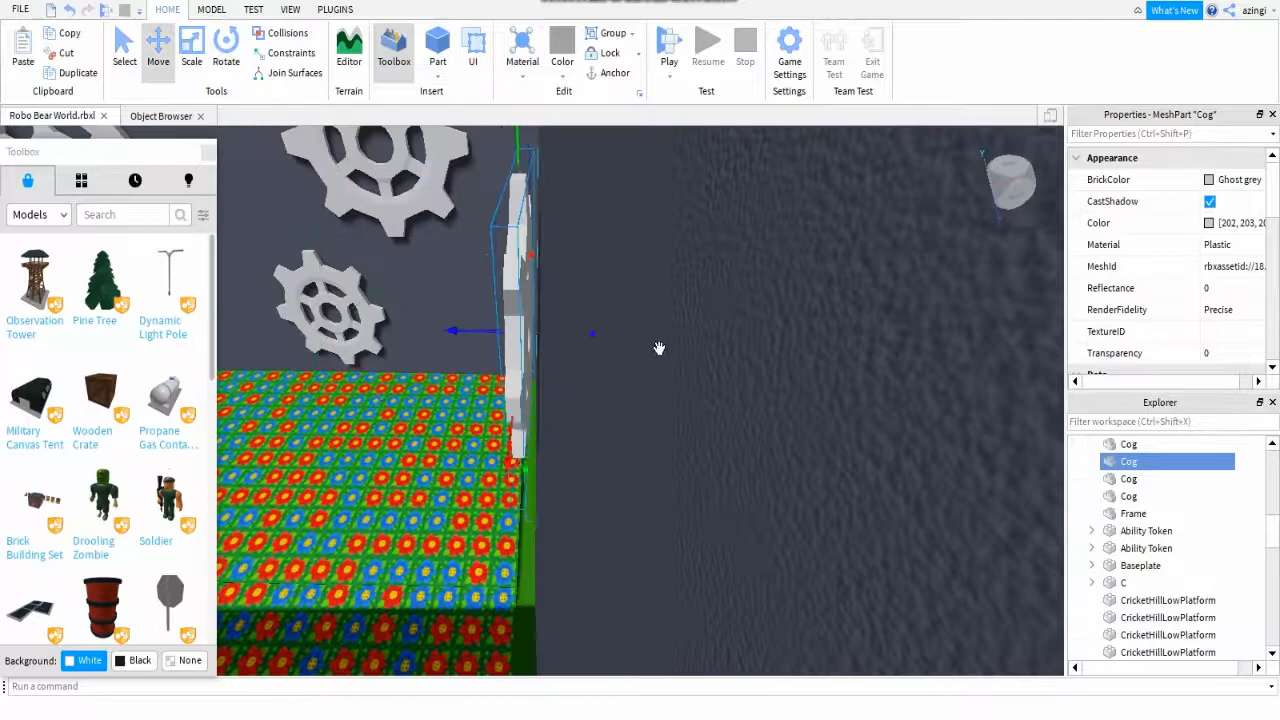 FILE HOME MODEL TEST VIEW PLUGINS What's New azingi
Copy Collisions Group
Cut Constraints Lock
Paste Duplicate Select Move Scale Rotate Join Surfaces Editor Toolbox Part UI Material Color Anchor Play Resume Stop Game Settings Team Test Exit Game
Clipboard Tools Terrain Insert Edit Test Settings Team Test
Robo Bear World.rbxl Object Browser
Properties - MeshPart "Cog"
Filter Properties (Ctrl+Shift+P)
Appearance
BrickColor Ghost grey
CastShadow
Color [202, 203, 20
Material Plastic
MeshId rbxassetid://18.
Reflectance 0
RenderFidelity Precise
TextureID
Transparency 0
Explorer
Filter workspace (Ctrl+Shift+X)
Cog
Cog
Cog
Cog
Frame
Ability Token
Ability Token
Baseplate
C
CricketHillLowPlatform
CricketHillLowPlatform
CricketHillLowPlatform
CricketHillLowPlatform
Toolbox
Models Search
Observation Tower
Pine Tree
Dynamic Light Pole
Military Canvas Tent
Wooden Crate
Propane Gas Conta...
Brick Building Set
Drooling Zombie
Soldier
Background: White Black None
Run a command
Y